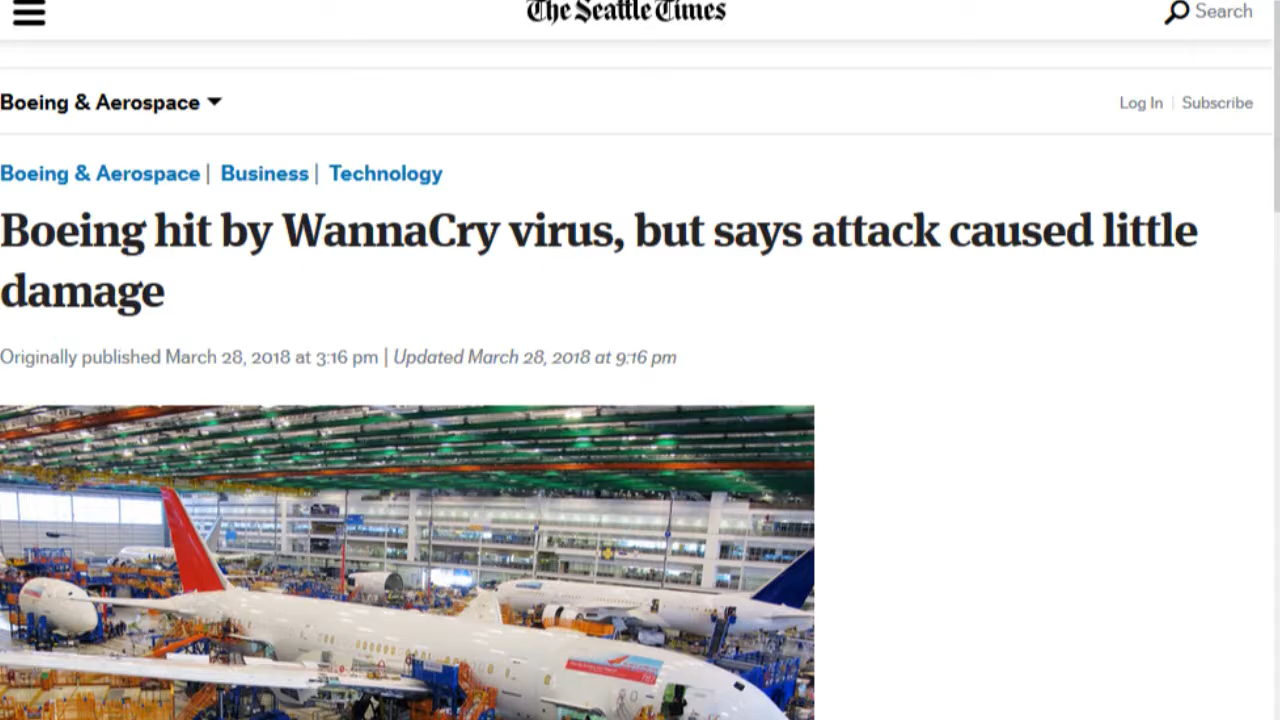 The Seattle Times
Search
Boeing & Aerospace
Log In | Subscribe
Boeing & Aerospace | Business | Technology
Boeing hit by WannaCry virus, but says attack caused little
damage
Originally published March 28, 2018 at 3:16 pm | Updated March 28, 2018 at 9:16 pm